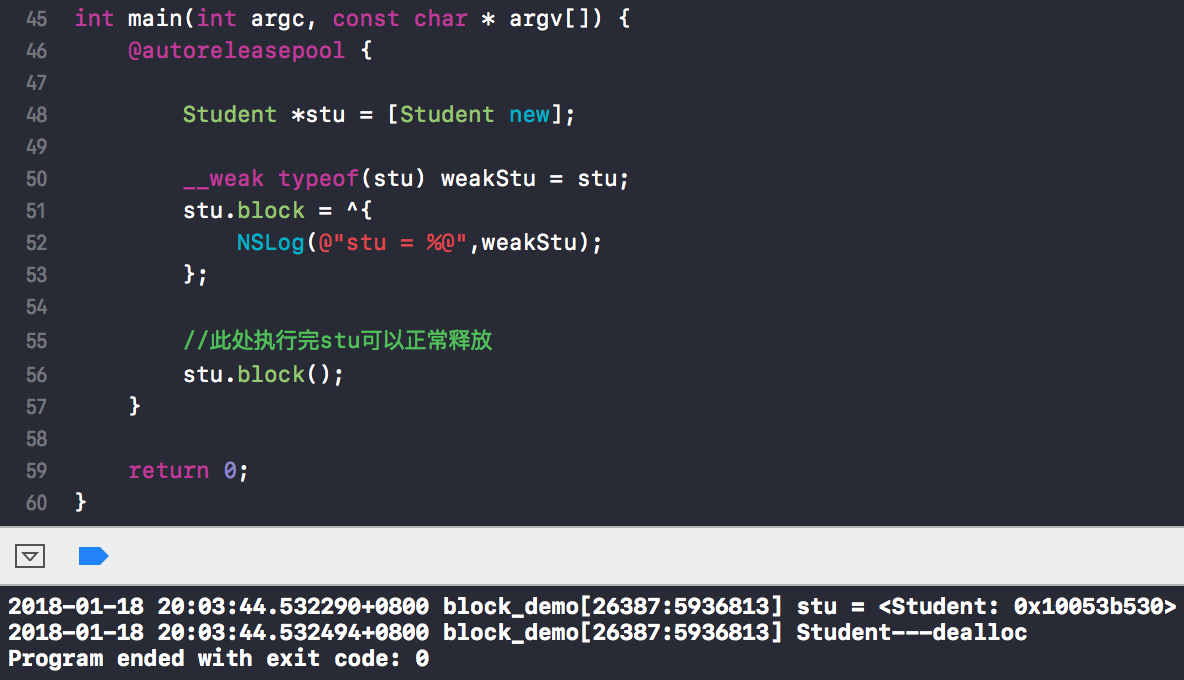 45 int main(int argc, const char * argv[]) {
46     @autoreleasepool {
47
48         Student *stu = [Student new];
49
50         __weak typeof(stu) weakStu = stu;
51         stu.block = ^{
52             NSLog(@"stu = %@",weakStu);
53         };
54
55         //此处执行完stu可以正常释放
56         stu.block();
57     }
58
59     return 0;
60 }
2018-01-18 20:03:44.532290+0800 block_demo[26387:5936813] stu = <Student: 0x10053b530>
2018-01-18 20:03:44.532494+0800 block_demo[26387:5936813] Student---dealloc
Program ended with exit code: 0